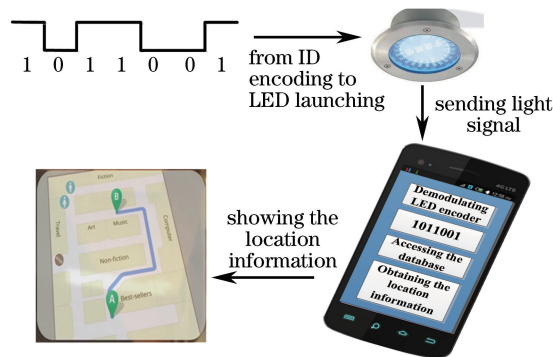 1 0 1 1 0 0 1
from ID
encoding to
LED launching
sending light
signal
4G LTE
Demodulating
LED encoder
1011001
Accessing the
database
Obtaining the
location
information
showing the
location
information
Fiction
B
Travel
Art
Music
Computer
Non-fiction
A
Best-sellers